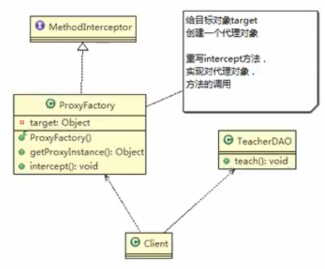 MethodInterceptor
给目标对象target
创建一个代理对象
重写intercept方法，
实现对代理对象，
方法的调用
ProxyFactory
target: Object
ProxyFactory()
getProxyInstance(): Object
intercept(): void
TeacherDAO
teach(): void
Client